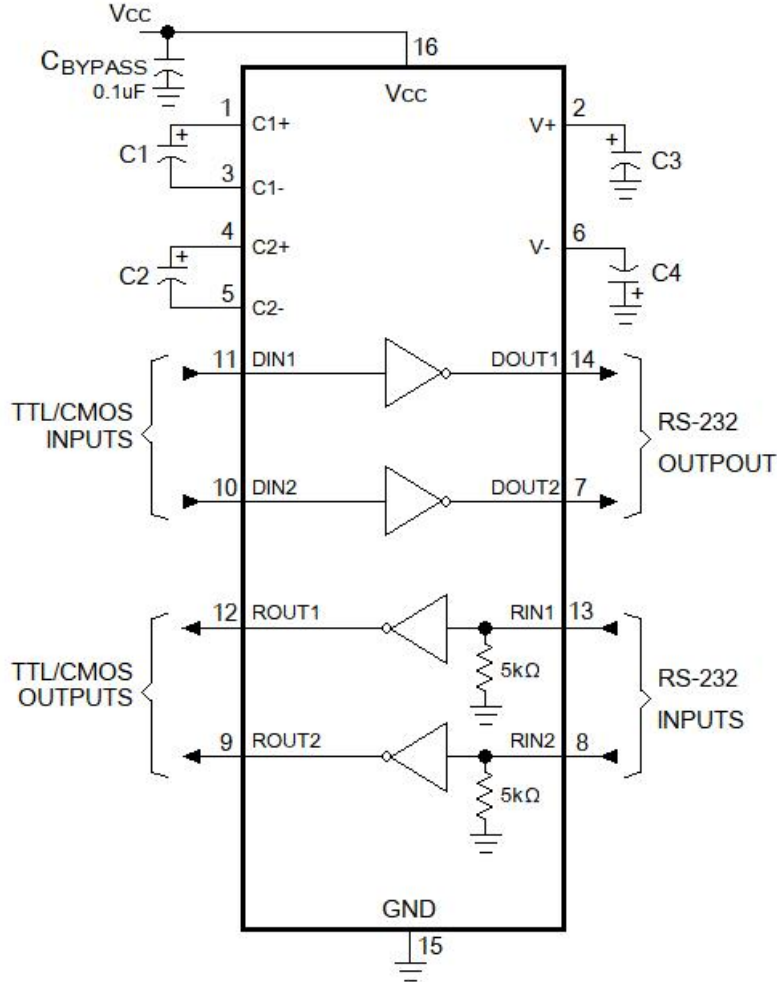 Vcc
16
CBYPASS
0.1uF
Vcc
1
C1+
V+
2
C1
+
+
C3
3
C1-
4
C2+
V-
6
C2
+
C4
5
C2-
+
11
DIN1
DOUT1
14
TTL/CMOS
INPUTS
RS-232
OUTPOUT
10
DIN2
DOUT2
7
12
ROUT1
RIN1
13
5kΩ
TTL/CMOS
OUTPUTS
RS-232
INPUTS
9
ROUT2
RIN2
8
5kΩ
GND
15